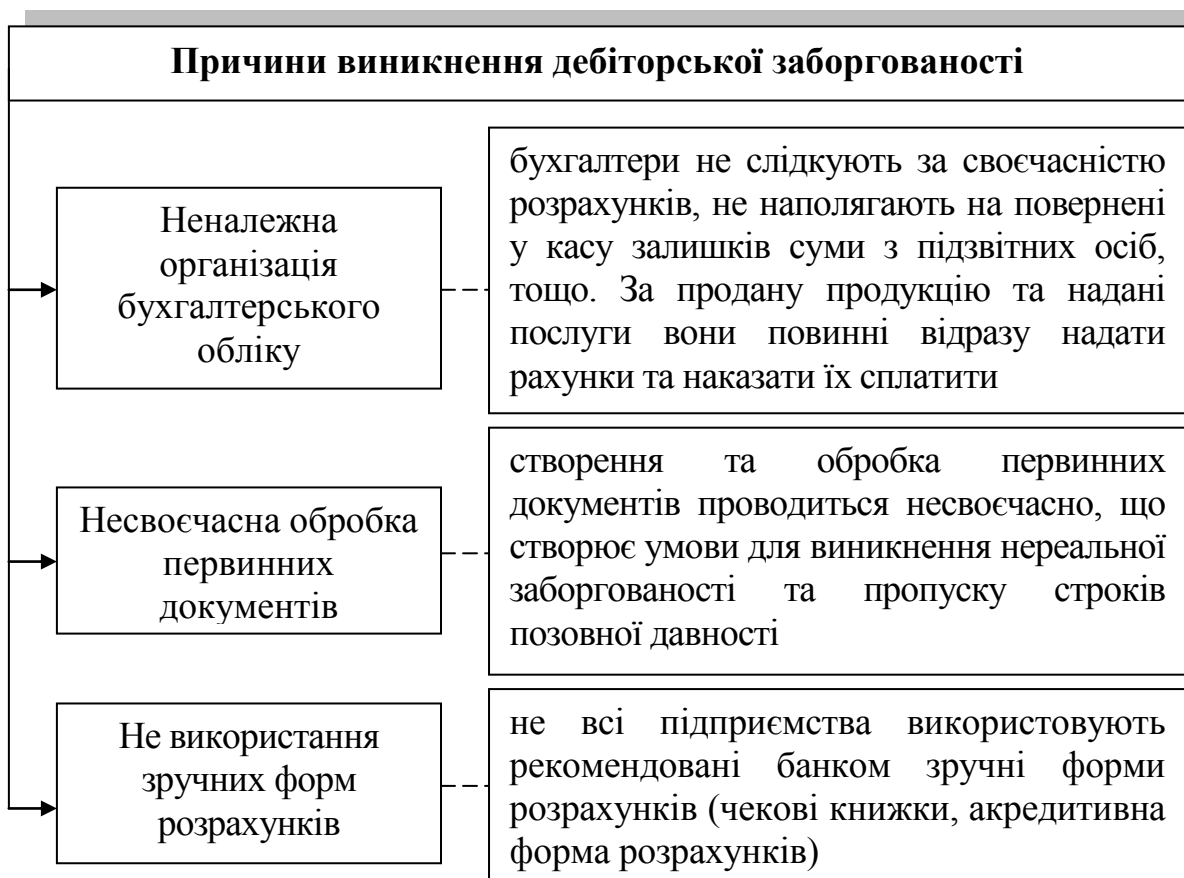 Причини виникнення дебіторської заборгованості
Неналежна
організація
бухгалтерського
обліку
бухгалтери не слідкують за своєчасністю
розрахунків, не наполягають на повернені
у касу залишків суми з підзвітних осіб,
тощо. За продану продукцію та надані
послуги вони повинні відразу надати
рахунки та наказати їх сплатити
Несвоєчасна обробка
первинних
документів
створення та обробка первинних
документів проводиться несвоєчасно, що
створює умови для виникнення нереальної
заборгованості та пропуску строків
позовної давності
Не використання
зручних форм
розрахунків
не всі підприємства використовують
рекомендовані банком зручні форми
розрахунків (чекові книжки, акредитивна
форма розрахунків)